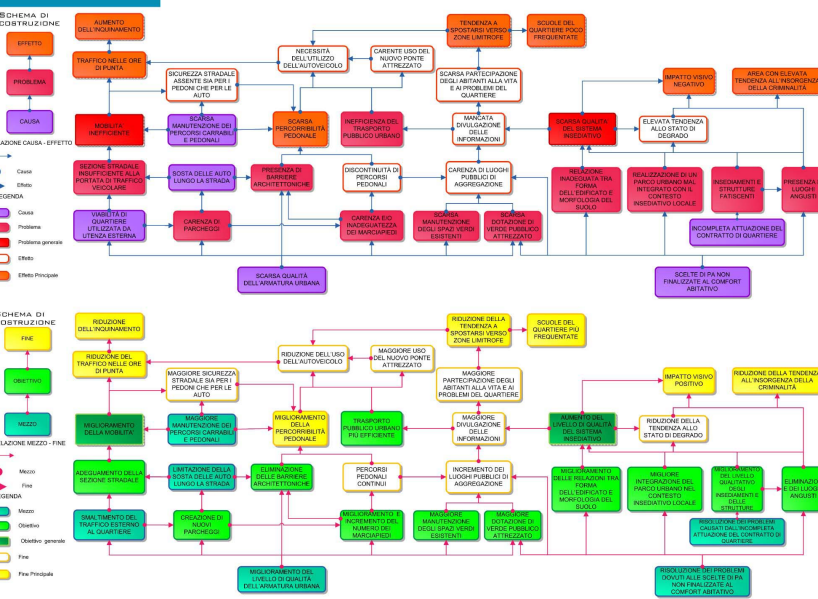 SCHEMA DI
COSTRUZIONE
EFFETTO
PROBLEMA
CAUSA
AZIONE CAUSA - EFFETTO
Causa
Effetto
EGENDA
Causa
Problema
Problema generale
Effetto
Effetto Principale
AUMENTO
DELL'INQUINAMENTO
TRAFFICO NELLE ORE
DI PUNTA
SICUREZZA STRADALE
ASSENTE SIA PER I
PEDONI CHE PER LE
AUTO
NECESSITÀ
DELL'UTILIZZO
DELL'AUTOVEICOLO
CARENTE USO DEL
NUOVO PONTE
ATTREZZATO
TENDENZA A
SPOSTARSI VERSO
ZONE LIMITROFE
SCUOLE DEL
QUARTIERE POCO
FREQUENTATE
SCARSA PARTECIPAZIONE
DEGLI ABITANTI ALLA VITA
E AI PROBLEMI DEL
QUARTIERE
IMPATTO VISIVO
NEGATIVO
AREA CON ELEVATA
TENDENZA ALL'INSORGENZA
DELLA CRIMINALITÀ
MOBILITÀ
INEFFICIENTE
SCARSA
MANUTENZIONE DEI
PERCORSI CARRABILI
E PEDONALI
SCARSA
PERCORRIBILITÀ
PEDONALE
INEFFICIENZA DEL
TRASPORTO
PUBBLICO URBANO
MANCATA
DIVULGAZIONE
DELLE
INFORMAZIONI
SCARSA QUALITÀ
DEL SISTEMA
INSEDIATIVO
ELEVATA TENDENZA
ALLO STATO DI
DEGRADO
SEZIONE STRADALE
INSUFFICIENTE ALLA
PORTATA DI TRAFFICO
VEICOLARE
SOSTA DELLE AUTO
LUNGO LA STRADA
PRESENZA DI
BARRIERE
ARCHITETTONICHE
DISCONTINUITÀ DI
PERCORSI
PEDONALI
CARENZA DI LUOGHI
PUBBLICI DI
AGGREGAZIONE
RELAZIONE
INADEGUATA TRA
FORMA
DELL'EDIFICATO E
MORFOLOGIA DEL
SUOLO
REALIZZAZIONE DI UN
PARCO URBANO MAL
INTEGRATO CON IL
CONTESTO
INSEDIATIVO LOCALE
INSEDIAMENTI E
STRUTTURE
FATISCENTI
PRESENZA
LUOGHI
ANGUSTI
VIABILITÀ DI
QUARTIERE
UTILIZZATA DA
UTENZA ESTERNA
CARENZA DI
PARCHEGGI
CARENZA E/O
INADEGUATEZZA
DEI MARCIAPIEDI
SCARSA
MANUTENZIONE
DEGLI SPAZI VERDI
ESISTENTI
SCARSA
DOTAZIONE DI
VERDE PUBBLICO
ATTREZZATO
INCOMPLETA ATTUAZIONE DEL
CONTRATTO DI QUARTIERE
SCARSA QUALITÀ
DELL'ARMATURA URBANA
SCELTE DI PA NON
FINALIZZATE AL COMFORT
ABITATIVO
CHEMA DI
OSTRUZIONE
FINE
OBIETTIVO
MEZZO
LAZIONE MEZZO - FINE
Mezzo
Fine
GENDA
Mezzo
Obiettivo
Obiettivo generale
Fine
Fine Principale
RIDUZIONE
DELL'INQUINAMENTO
RIDUZIONE DEL
TRAFFICO NELLE ORE
DI PUNTA
MAGGIORE SICUREZZA
STRADALE SIA PER I
PEDONI CHE PER LE
AUTO
RIDUZIONE DELL'USO
DELL'AUTOVEICOLO
MAGGIORE USO
DEL NUOVO PONTE
ATTREZZATO
RIDUZIONE DELLA
TENDENZA A
SPOSTARSI VERSO
ZONE LIMITROFE
SCUOLE DEL
QUARTIERE PIÙ
FREQUENTATE
MAGGIORE
PARTECIPAZIONE DEGLI
ABITANTI ALLA VITA E AI
PROBLEMI DEL QUARTIERE
IMPATTO VISIVO
POSITIVO
RIDUZIONE DELLA TENDENZA
ALL'INSORGENZA DELLA
CRIMINALITÀ
MIGLIORAMENTO
DELLA MOBILITA'
MAGGIORE
MANUTENZIONE DEI
PERCORSI CARRABILI
E PEDONALI
MIGLIORAMENTO
DELLA
PERCORRIBILITÀ
PEDONALE
TRASPORTO
PUBBLICO URBANO
PIÙ EFFICIENTE
MAGGIORE
DIVULGAZIONE
DELLE
INFORMAZIONI
AUMENTO DEL
LIVELLO DI QUALITÀ
DEL SISTEMA
INSEDIATIVO
RIDUZIONE DELLA
TENDENZA ALLO
STATO DI DEGRADO
ADEGUAMENTO DELLA
SEZIONE STRADALE
LIMITAZIONE DELLA
SOSTA DELLE AUTO
LUNGO LA STRADA
ELIMINAZIONE
DELLE BARRIERE
ARCHITETTONICHE
PERCORSI
PEDONALI
CONTINUI
INCREMENTO DEI
LUOGHI PUBBLICI DI
AGGREGAZIONE
MIGLIORAMENTO
DELLE RELAZIONI TRA
FORMA
DELL'EDIFICATO E
MORFOLOGIA DEL
SUOLO
MIGLIORE
INTEGRAZIONE DEL
PARCO URBANO NEL
CONTESTO
INSEDIATIVO LOCALE
MIGLIORAMENTO
DEL LIVELLO
QUALITATIVO
DEGLI
INSEDIAMENTI E
DELLE
STRUTTURE
ELIMINAZIO
E DEI LUOGHI
ANGUSTI
SMALTIMENTO DEL
TRAFFICO ESTERNO
AL QUARTIERE
CREAZIONE DI
NUOVI
PARCHEGGI
MIGLIORAMENTO E
INCREMENTO DEL
NUMERO DEI
MARCIAPIEDI
MAGGIORE
MANUTENZIONE
DEGLI SPAZI VERDI
ESISTENTI
MAGGIORE
DOTAZIONE DI
VERDE PUBBLICO
ATTREZZATO
RISOLUZIONE DEI PROBLEMI
CAUSATI DALL'INCOMPLETA
ATTUAZIONE DEL CONTRATTO DI
QUARTIERE
MIGLIORAMENTO DEL
LIVELLO DI QUALITÀ
DELL'ARMATURA URBANA
RISOLUZIONE DEI PROBLEMI
DOVUTI ALLE SCELTE DI PA
NON FINALIZZATE AL
COMFORT ABITATIVO